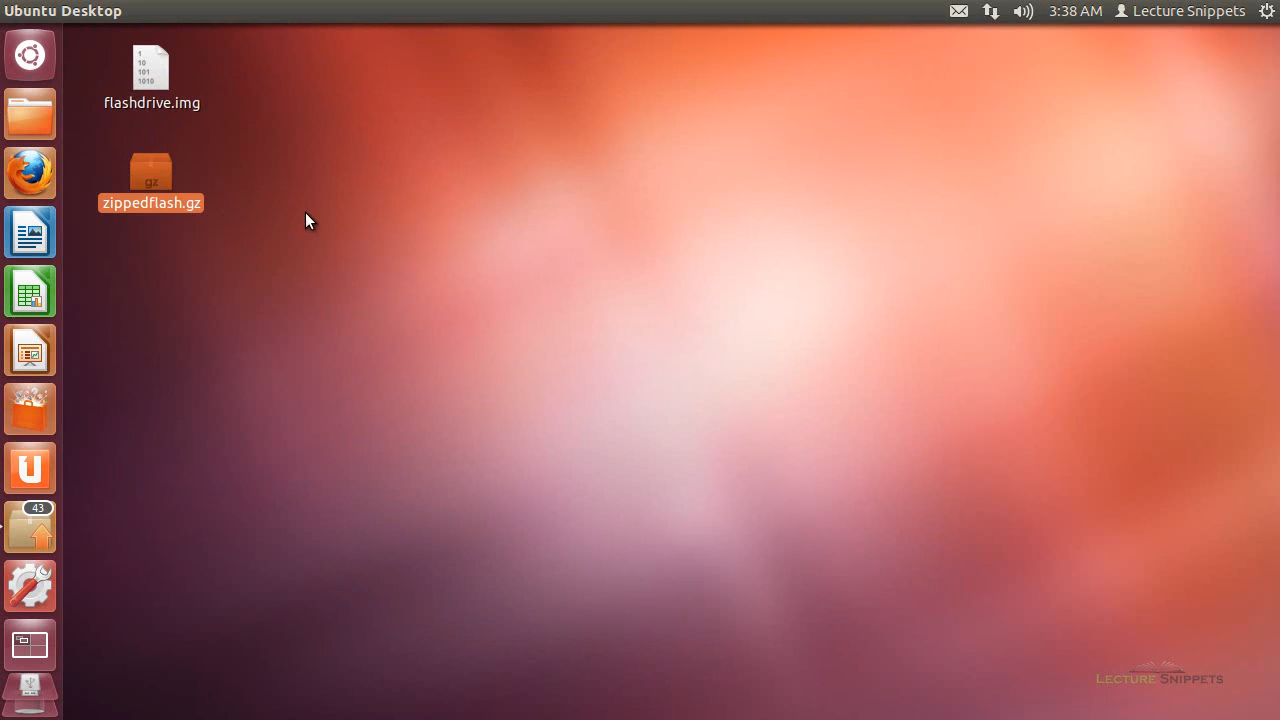 Ubuntu Desktop
3:38 AM
Lecture Snippets
1
10
101
1010
flashdrive.img
gz
zippedflash.gz
43
LECTURE SNIPPETS